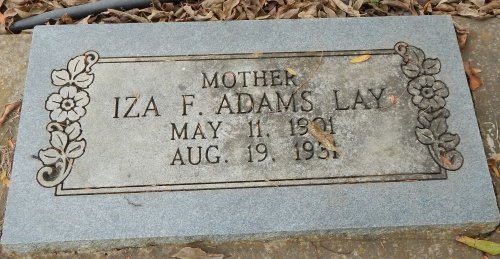 MOTHER
IZA F. ADAMS LAY
MAY 11, 1901
AUG. 19, 1931